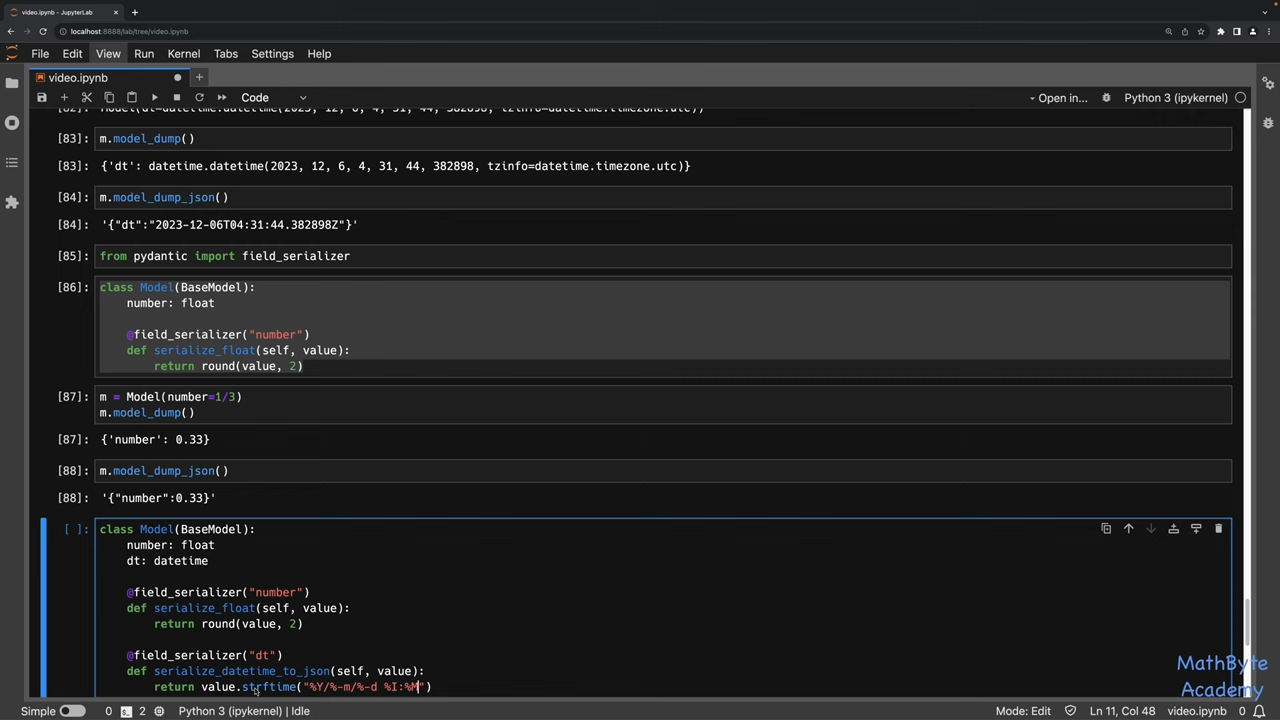 video.ipynb - JupyterLab
localhost:8888/lab/tree/video.ipynb
File Edit View Run Kernel Tabs Settings Help
video.ipynb
Code
Open in...
Python 3 (ipykernel)
[82]: Model(dt=datetime.datetime(2023, 12, 6, 4, 31, 44, 382898, tzinfo=datetime.timezone.utc))
[83]: m.model_dump()
[83]: {'dt': datetime.datetime(2023, 12, 6, 4, 31, 44, 382898, tzinfo=datetime.timezone.utc)}
[84]: m.model_dump_json()
[84]: '{"dt":"2023-12-06T04:31:44.382898Z"}'
[85]: from pydantic import field_serializer
[86]: class Model(BaseModel):
number: float
@field_serializer("number")
def serialize_float(self, value):
return round(value, 2)
[87]: m = Model(number=1/3)
m.model_dump()
[87]: {'number': 0.33}
[88]: m.model_dump_json()
[88]: '{"number":0.33}'
[ ]: class Model(BaseModel):
number: float
dt: datetime
@field_serializer("number")
def serialize_float(self, value):
return round(value, 2)
@field_serializer("dt")
def serialize_datetime_to_json(self, value):
return value.strftime("%Y/%-m/%-d %I:%M")
MathByte
Academy
Simple 0 2 Python 3 (ipykernel) | Idle
Mode: Edit Ln 11, Col 48 video.ipynb 0